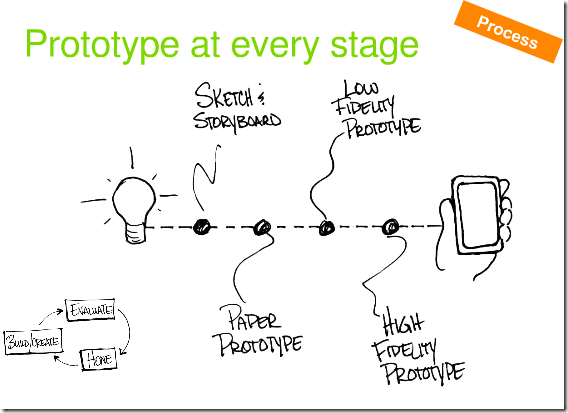 Prototype at every stage
Process
SKETCH &
STORYBOARD
LOW
FIDELITY
PROTOTYPE
PAPER
PROTOTYPE
HIGH
FIDELITY
PROTOTYPE
EVALUATE
BUILD/CREATE
HONE